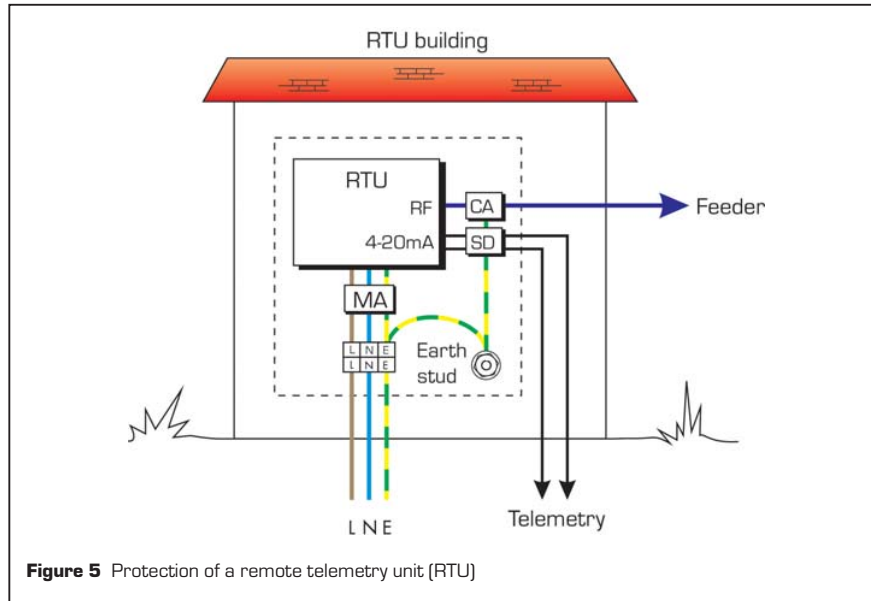 RTU building
RTU
RF
CA
Feeder
4-20mA
SD
MA
L N E
L N E
Earth
stud
L N E
Telemetry
Figure 5 Protection of a remote telemetry unit (RTU)